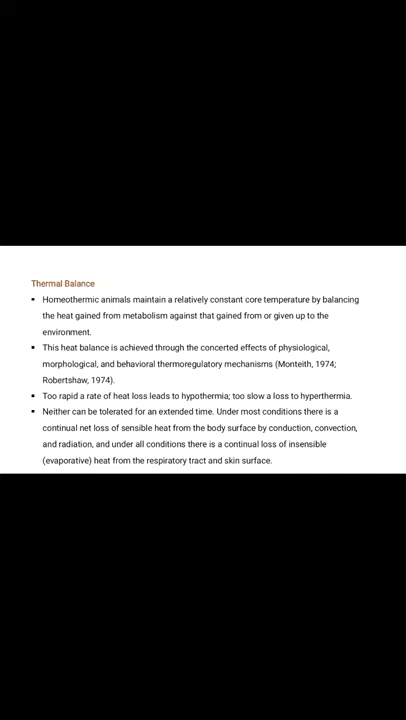 Thermal Balance
▪ Homeothermic animals maintain a relatively constant core temperature by balancing
the heat gained from metabolism against that gained from or given up to the
environment.
▪ This heat balance is achieved through the concerted effects of physiological,
morphological, and behavioral thermoregulatory mechanisms (Monteith, 1974;
Robertshaw, 1974).
▪ Too rapid a rate of heat loss leads to hypothermia; too slow a loss to hyperthermia.
▪ Neither can be tolerated for an extended time. Under most conditions there is a
continual net loss of sensible heat from the body surface by conduction, convection,
and radiation, and under all conditions there is a continual loss of insensible
(evaporative) heat from the respiratory tract and skin surface.